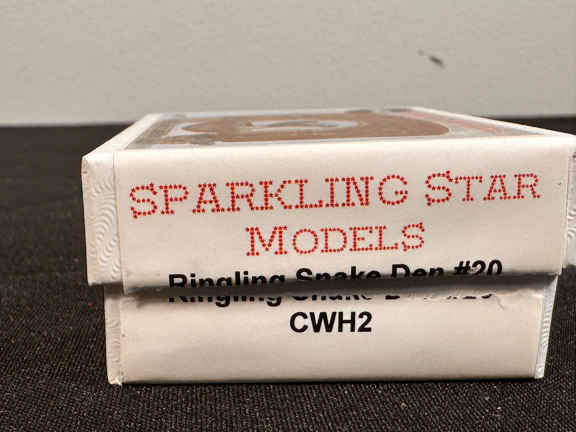 SPARKLING STAR
MODELS
Ringling Snake Den #20
CWH2